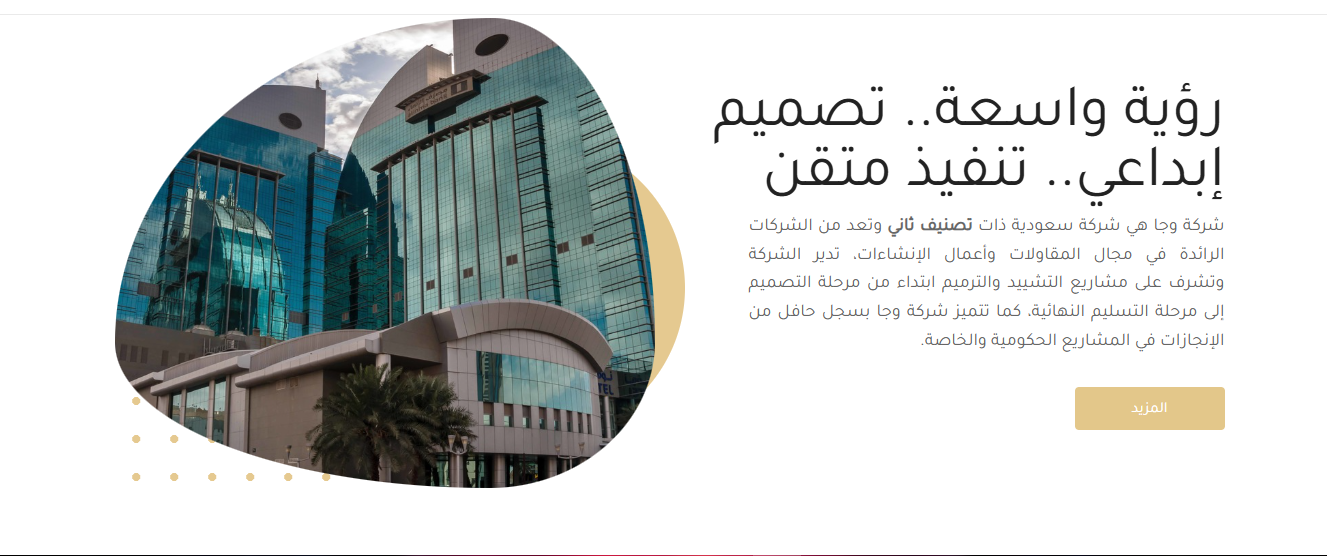 رؤية واسعة.. تصميم
إبداعي.. تنفيذ متقن
شركة وجا هي شركة سعودية ذات تصنيف ثاني وتعد من الشركات
الرائدة في مجال المقاولات وأعمال الإنشاءات، تدير الشركة
وتشرف على مشاريع التشييد والترميم ابتداء من مرحلة التصميم
إلى مرحلة التسليم النهائية، كما تتميز شركة وجا بسجل حافل من
الإنجازات في المشاريع الحكومية والخاصة.
المزيد